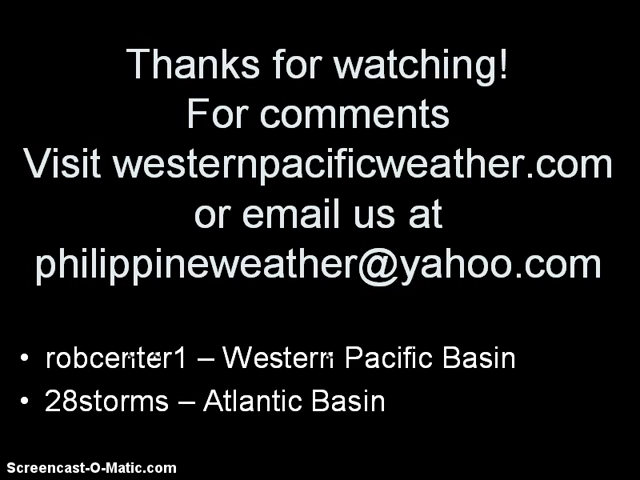 Thanks for watching!
For comments
Visit westernpacificweather.com
or email us at
philippineweather@yahoo.com
• robcenter1 – Western Pacific Basin
• 28storms – Atlantic Basin
Screencast-O-Matic.com